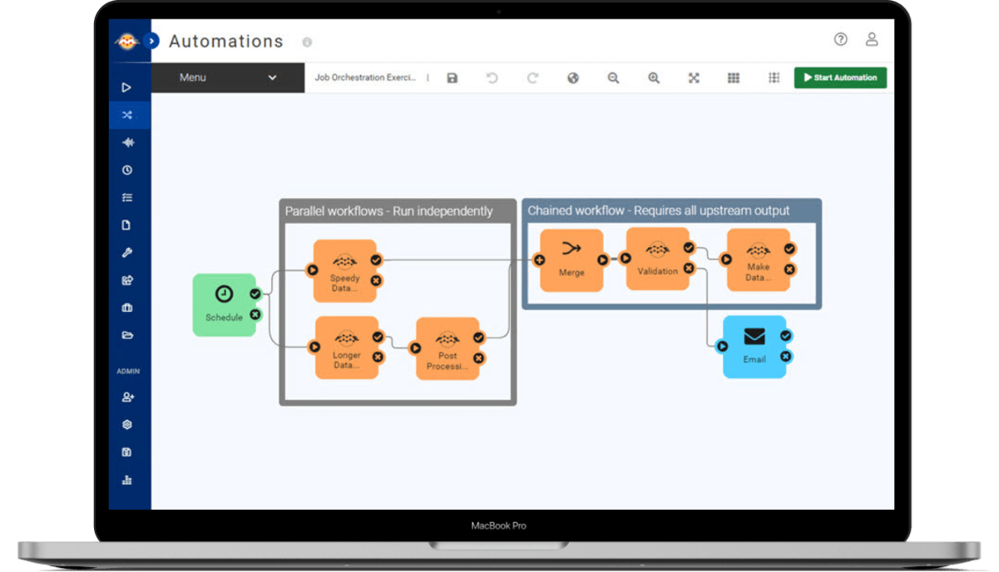 Automations
Menu
Job Orchestration Exerci...
Start Automation
ADMIN
Parallel workflows - Run independently
Chained workflow - Requires all upstream output
Speedy
Data...
Merge
Validation
Make
Data...
Schedule
Longer
Data...
Post
Processi...
Email
MacBook Pro